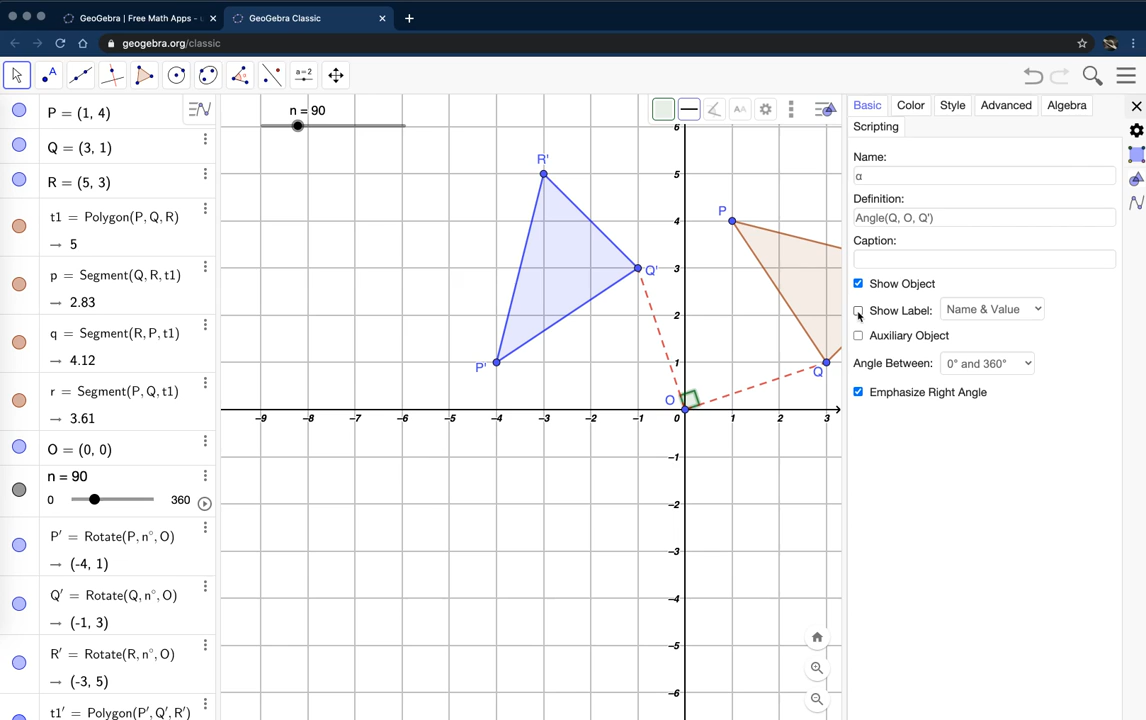 GeoGebra | Free Math Apps - u
GeoGebra Classic
geogebra.org/classic
A
a=2
P = (1, 4)
Q = (3, 1)
R = (5, 3)
t1 = Polygon(P, Q, R)
→ 5
p = Segment(Q, R, t1)
→ 2.83
q = Segment(R, P, t1)
→ 4.12
r = Segment(P, Q, t1)
→ 3.61
O = (0, 0)
n = 90
0 360
P′ = Rotate(P, n°, O)
→ (-4, 1)
Q′ = Rotate(Q, n°, O)
→ (-1, 3)
R′ = Rotate(R, n°, O)
→ (-3, 5)
t1′ = Polygon(P′, Q′, R′)
n = 90
AA
6
R'
5
P
4
Q'
3
2
P'
1
Q
O
-9 -8 -7 -6 -5 -4 -3 -2 -1 0 1 2 3
-1
-2
-3
-4
-5
-6
Basic Color Style Advanced Algebra
Scripting
Name:
α
Definition:
Angle(Q, O, Q')
Caption:
Show Object
Show Label: Name & Value
Auxiliary Object
Angle Between: 0° and 360°
Emphasize Right Angle